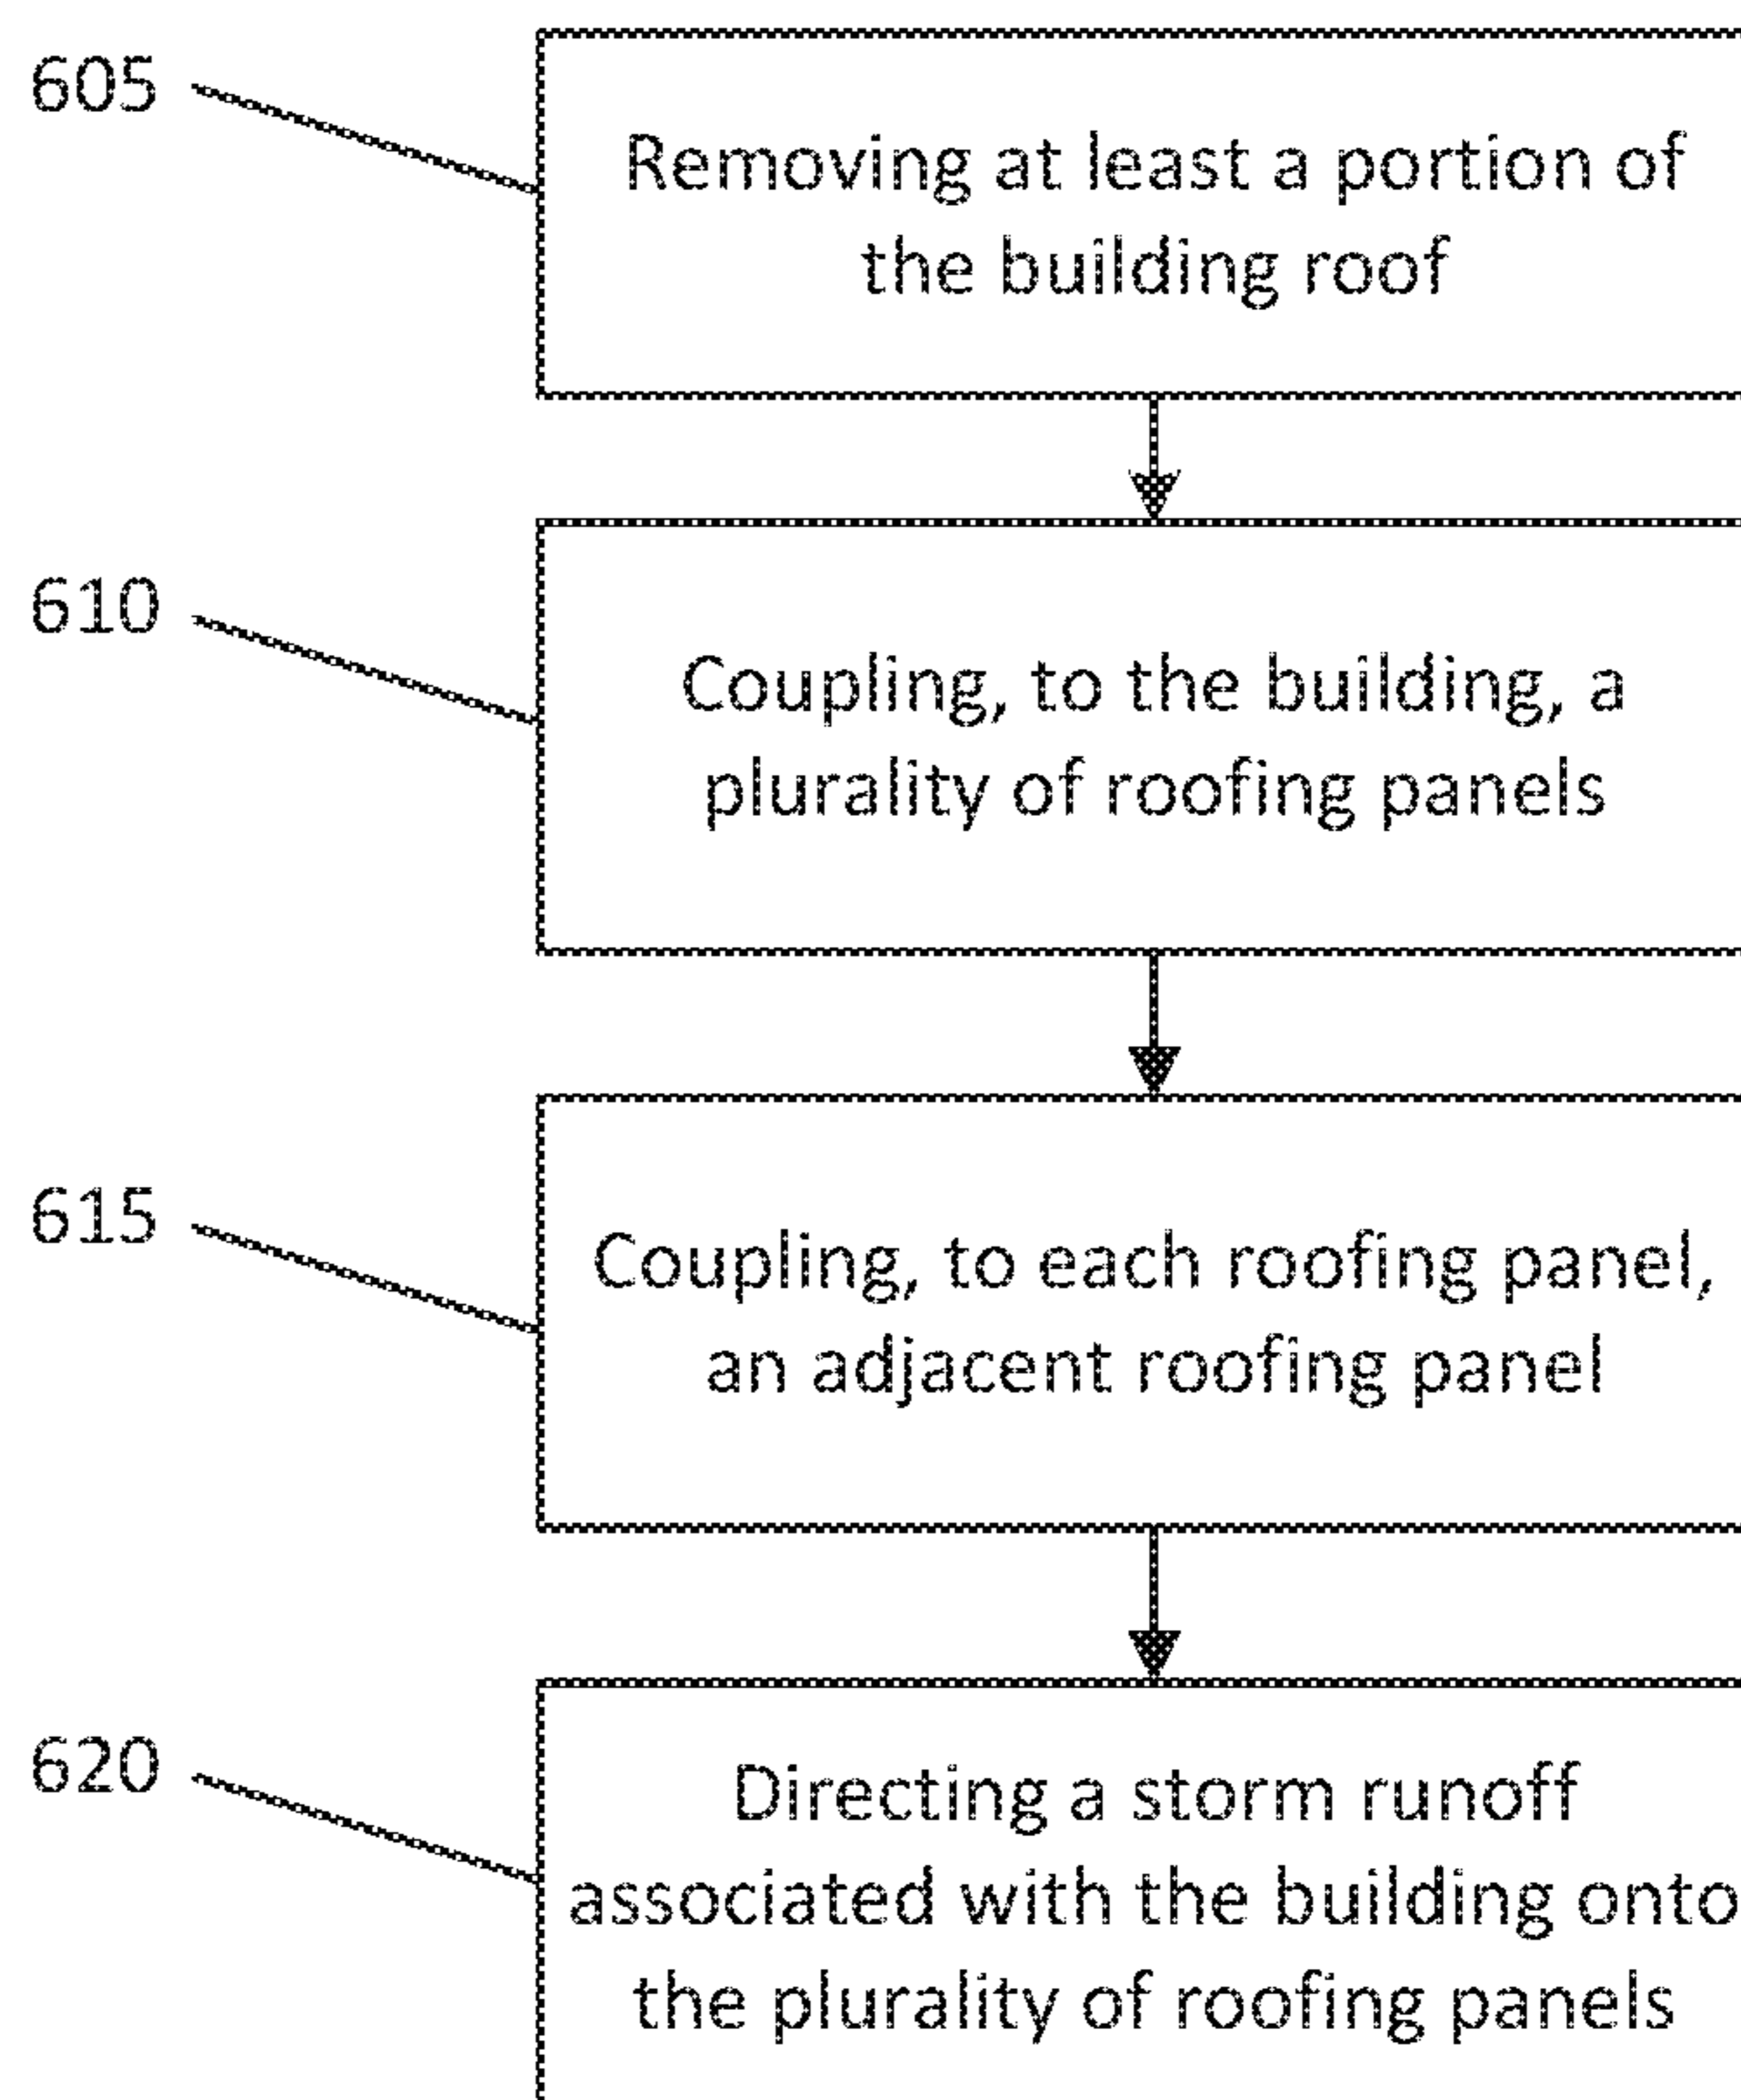 605
Removing at least a portion of
the building roof
610
Coupling, to the building, a
plurality of roofing panels
615
Coupling, to each roofing panel,
an adjacent roofing panel
620
Directing a storm runoff
associated with the building onto
the plurality of roofing panels